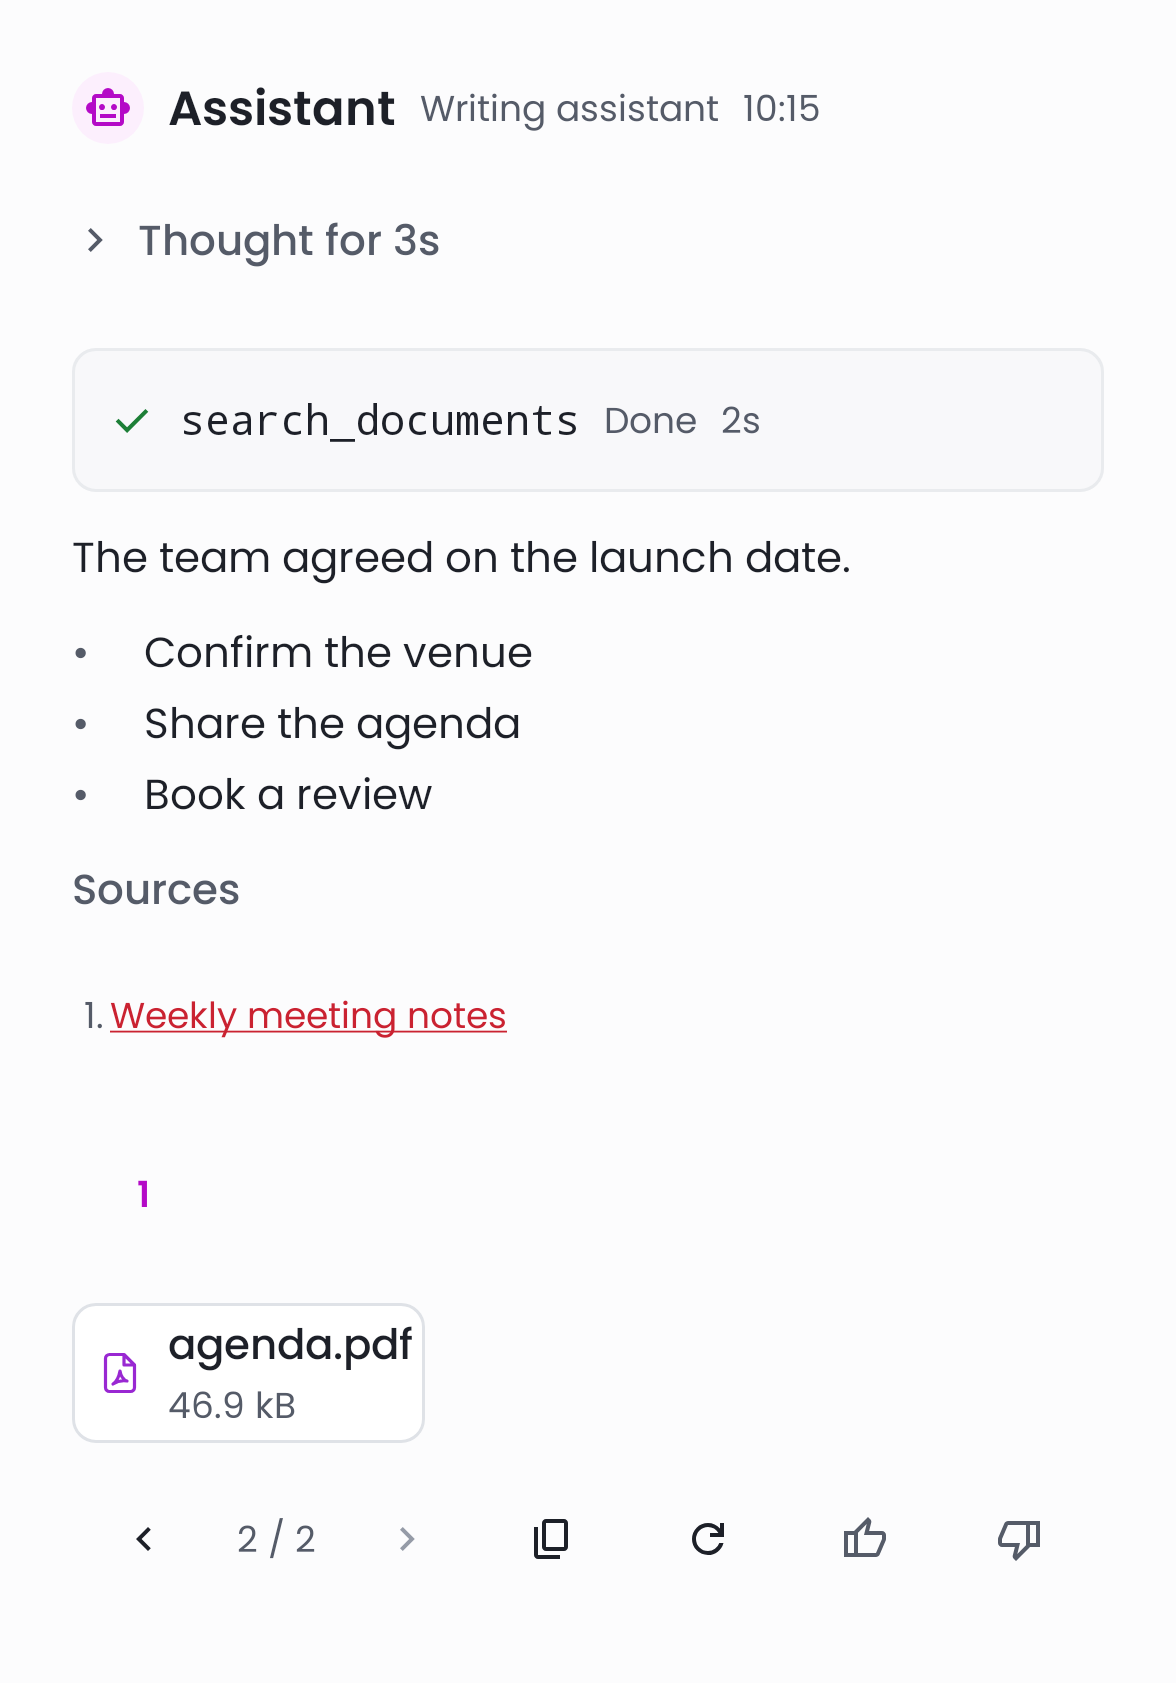 Assistant Writing assistant 10:15
Thought for 3s
search_documents Done 2s
The team agreed on the launch date.
• Confirm the venue
• Share the agenda
• Book a review
Sources
1. Weekly meeting notes
1
agenda.pdf
46.9 kB
2 / 2